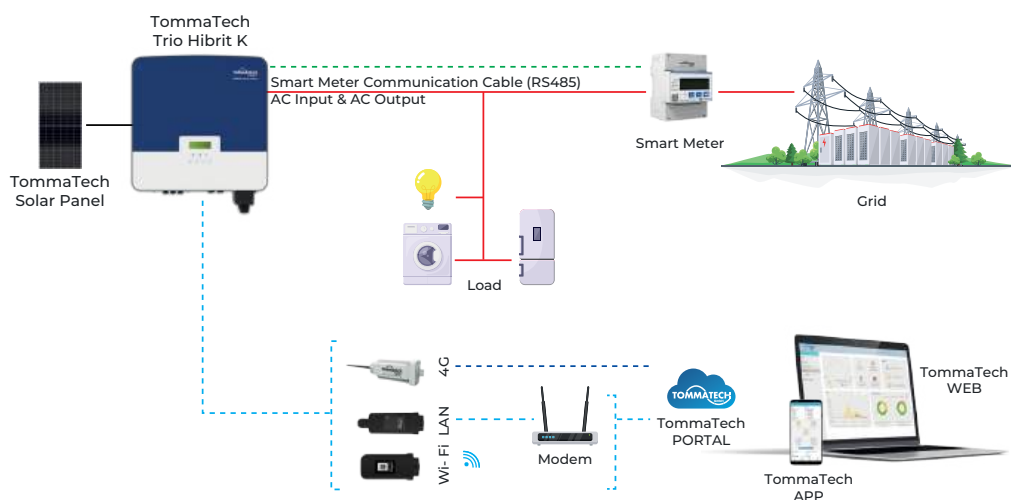 TommaTech
Trio Hibrit K
Smart Meter Communication Cable (RS485)
AC Input & AC Output
TommaTech
Solar Panel
Smart Meter
Grid
Load
4G
LAN
Wi- Fi
Modem
TOMMATECH
TommaTech
PORTAL
TommaTech
WEB
TommaTech
APP